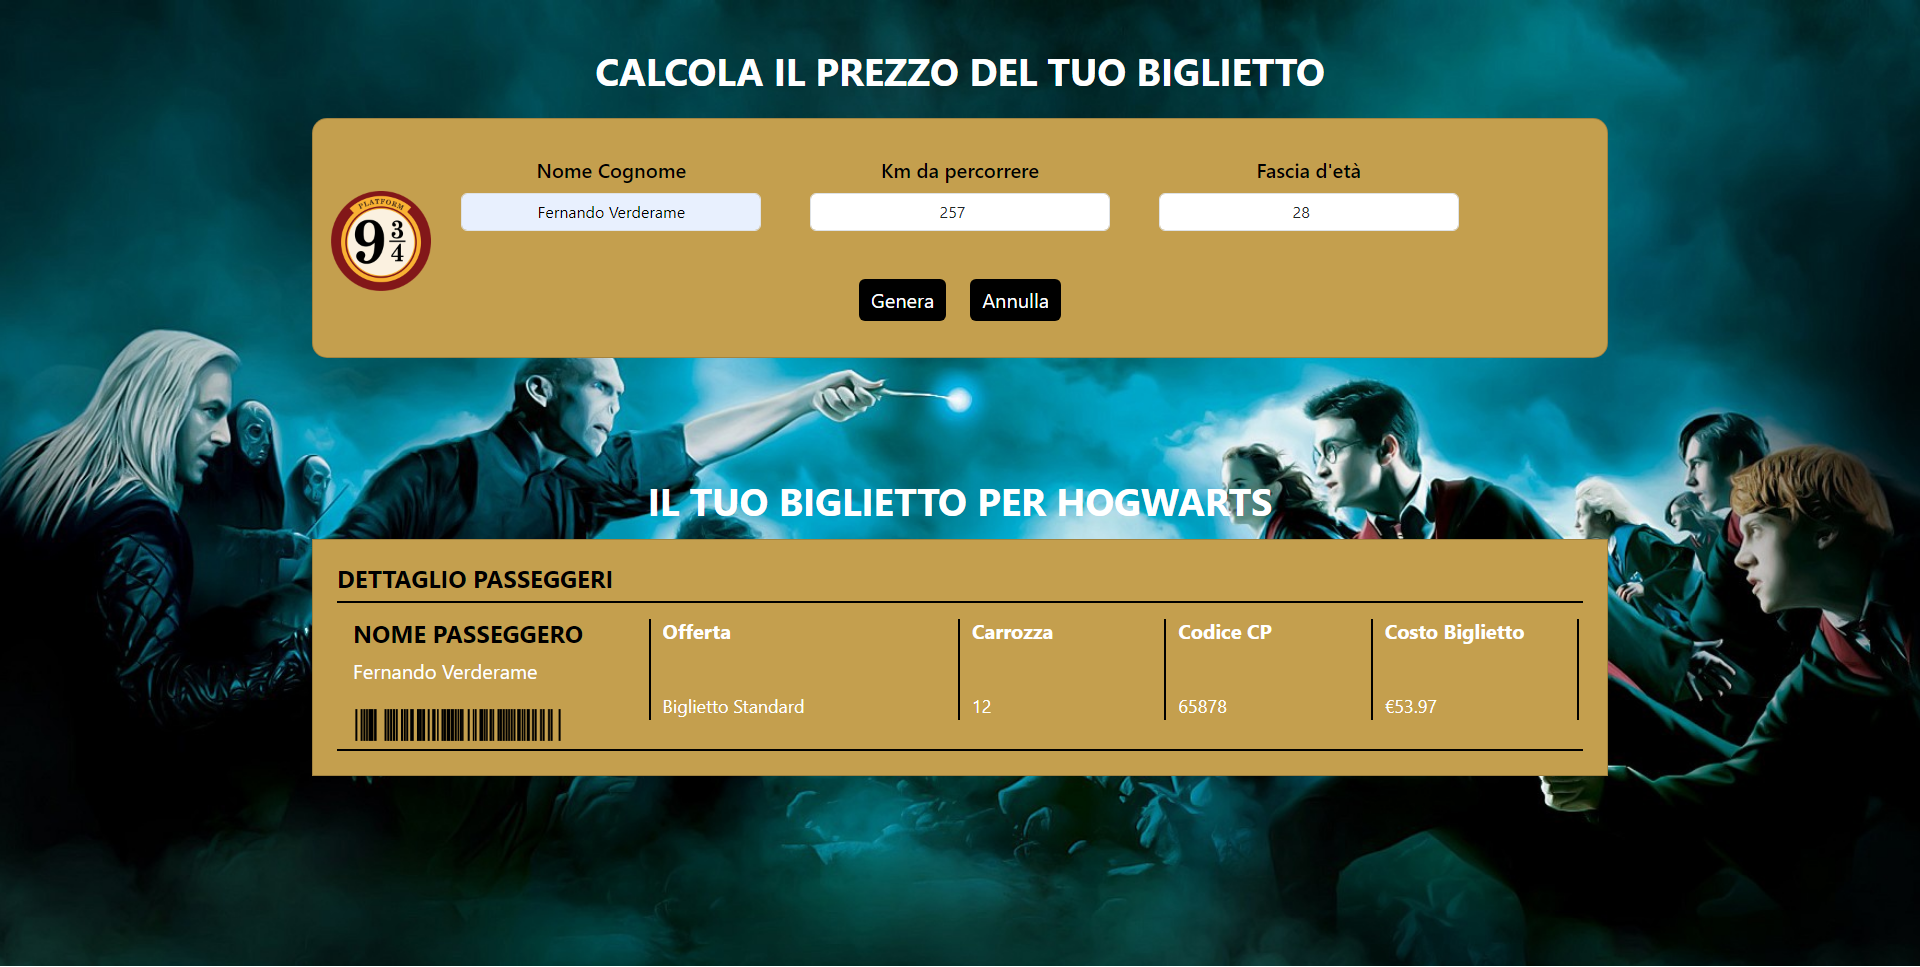 CALCOLA IL PREZZO DEL TUO BIGLIETTO
Nome Cognome
Km da percorrere
Fascia d'età
PLATFORM
9 3/4
Fernando Verderame
257
28
Genera
Annulla
IL TUO BIGLIETTO PER HOGWARTS
DETTAGLIO PASSEGGERI
NOME PASSEGGERO
Fernando Verderame
Offerta
Biglietto Standard
Carrozza
12
Codice CP
65878
Costo Biglietto
€53.97